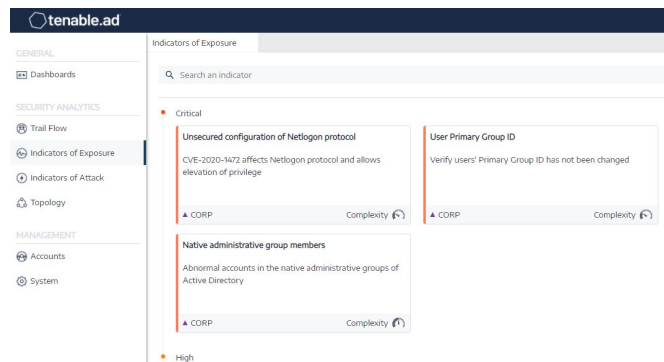 tenable.ad
Indicators of Exposure
GENERAL
Dashboards
Search an indicator
SECURITY ANALYTICS
Trail Flow
Indicators of Exposure
Indicators of Attack
Topology
MANAGEMENT
Accounts
System
Critical
Unsecured configuration of Netlogon protocol
CVE-2020-1472 affects Netlogon protocol and allows
elevation of privilege
CORP Complexity
User Primary Group ID
Verify users' Primary Group ID has not been changed
CORP Complexity
Native administrative group members
Abnormal accounts in the native administrative groups of
Active Directory
CORP Complexity
High